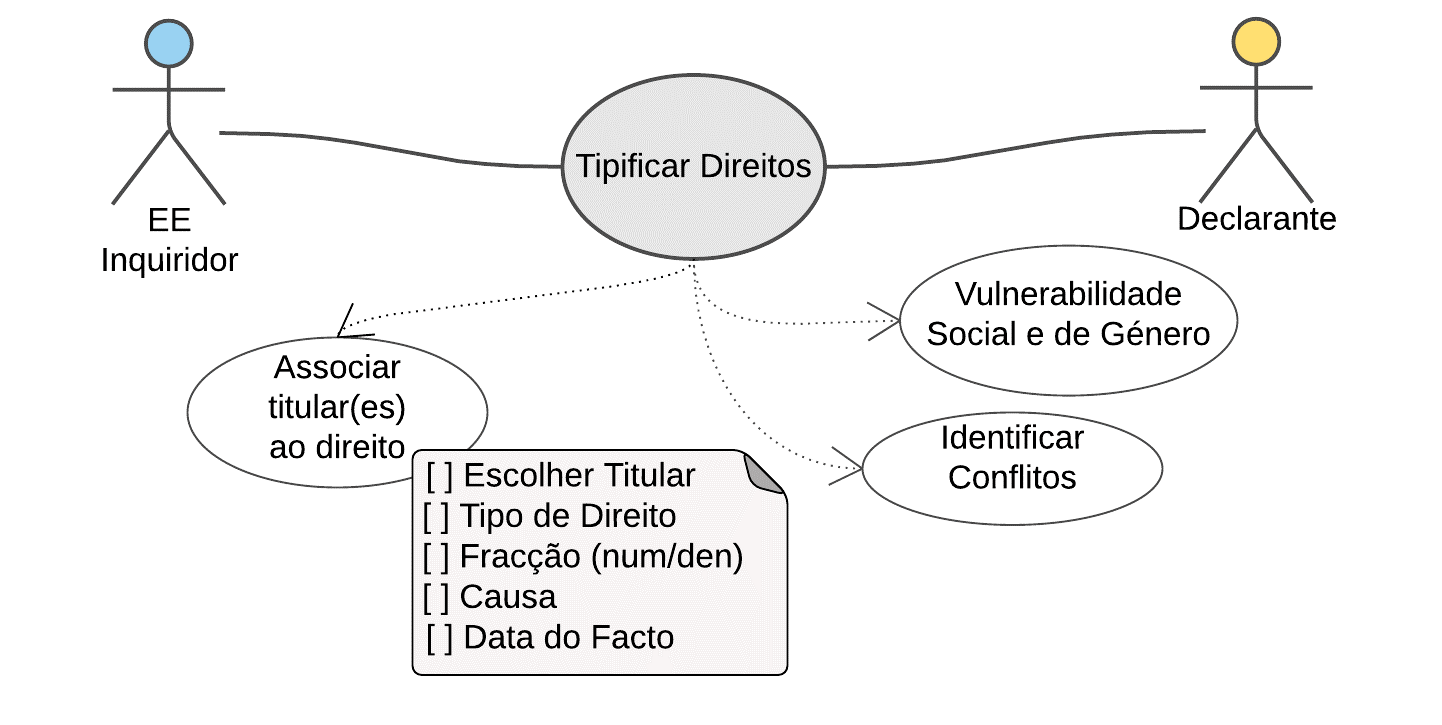 Tipificar Direitos
EE
Inquiridor
Declarante
Vulnerabilidade
Social e de Género
Associar
titular(es)
ao direito
Identificar
Conflitos
[ ] Escolher Titular
[ ] Tipo de Direito
[ ] Fracção (num/den)
[ ] Causa
[ ] Data do Facto